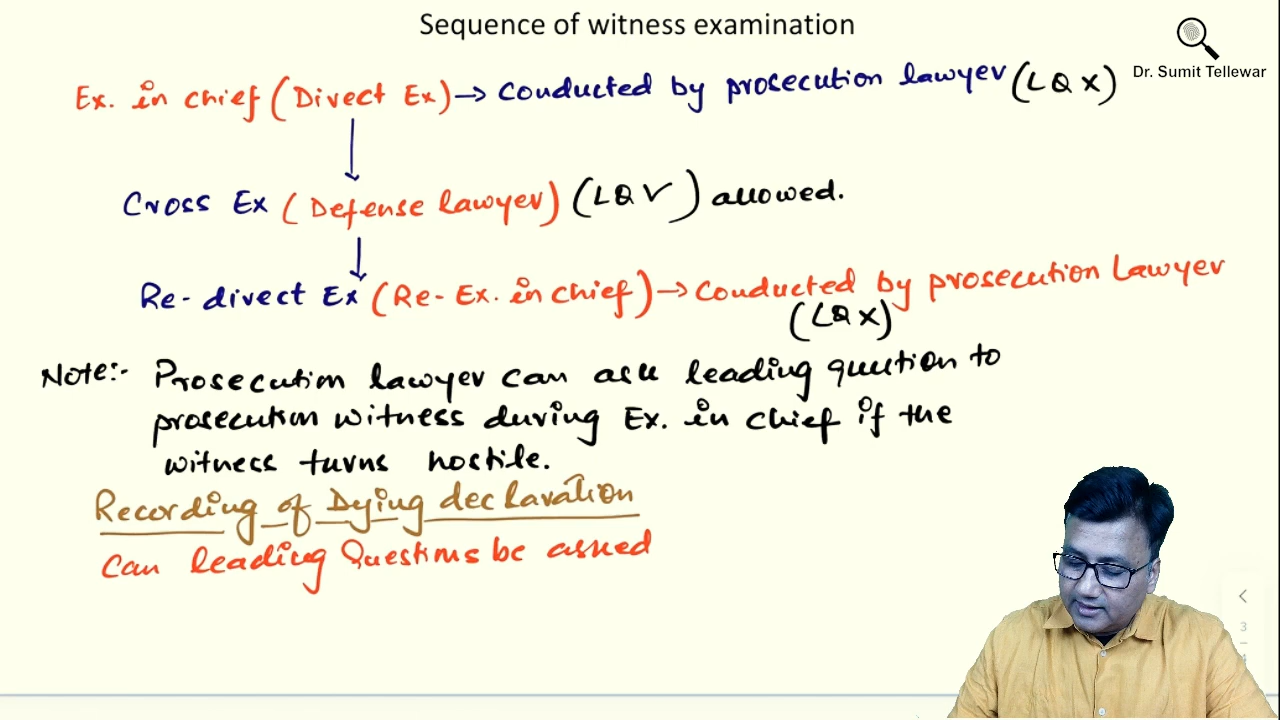 Sequence of witness examination
Dr. Sumit Tellewar
Ex. in chief (Direct Ex) → Conducted by prosecution lawyer (LQ X)
Cross Ex (Defense lawyer) (LQ ✓) allowed.
Re-direct Ex (Re-Ex. in chief) → Conducted by prosecution Lawyer
(LQ X)
Note:- Prosecution lawyer can ask leading question to
prosecution witness during Ex. in chief if the
witness turns hostile.
Recording of Dying declaration
Can leading Questions be asked
3